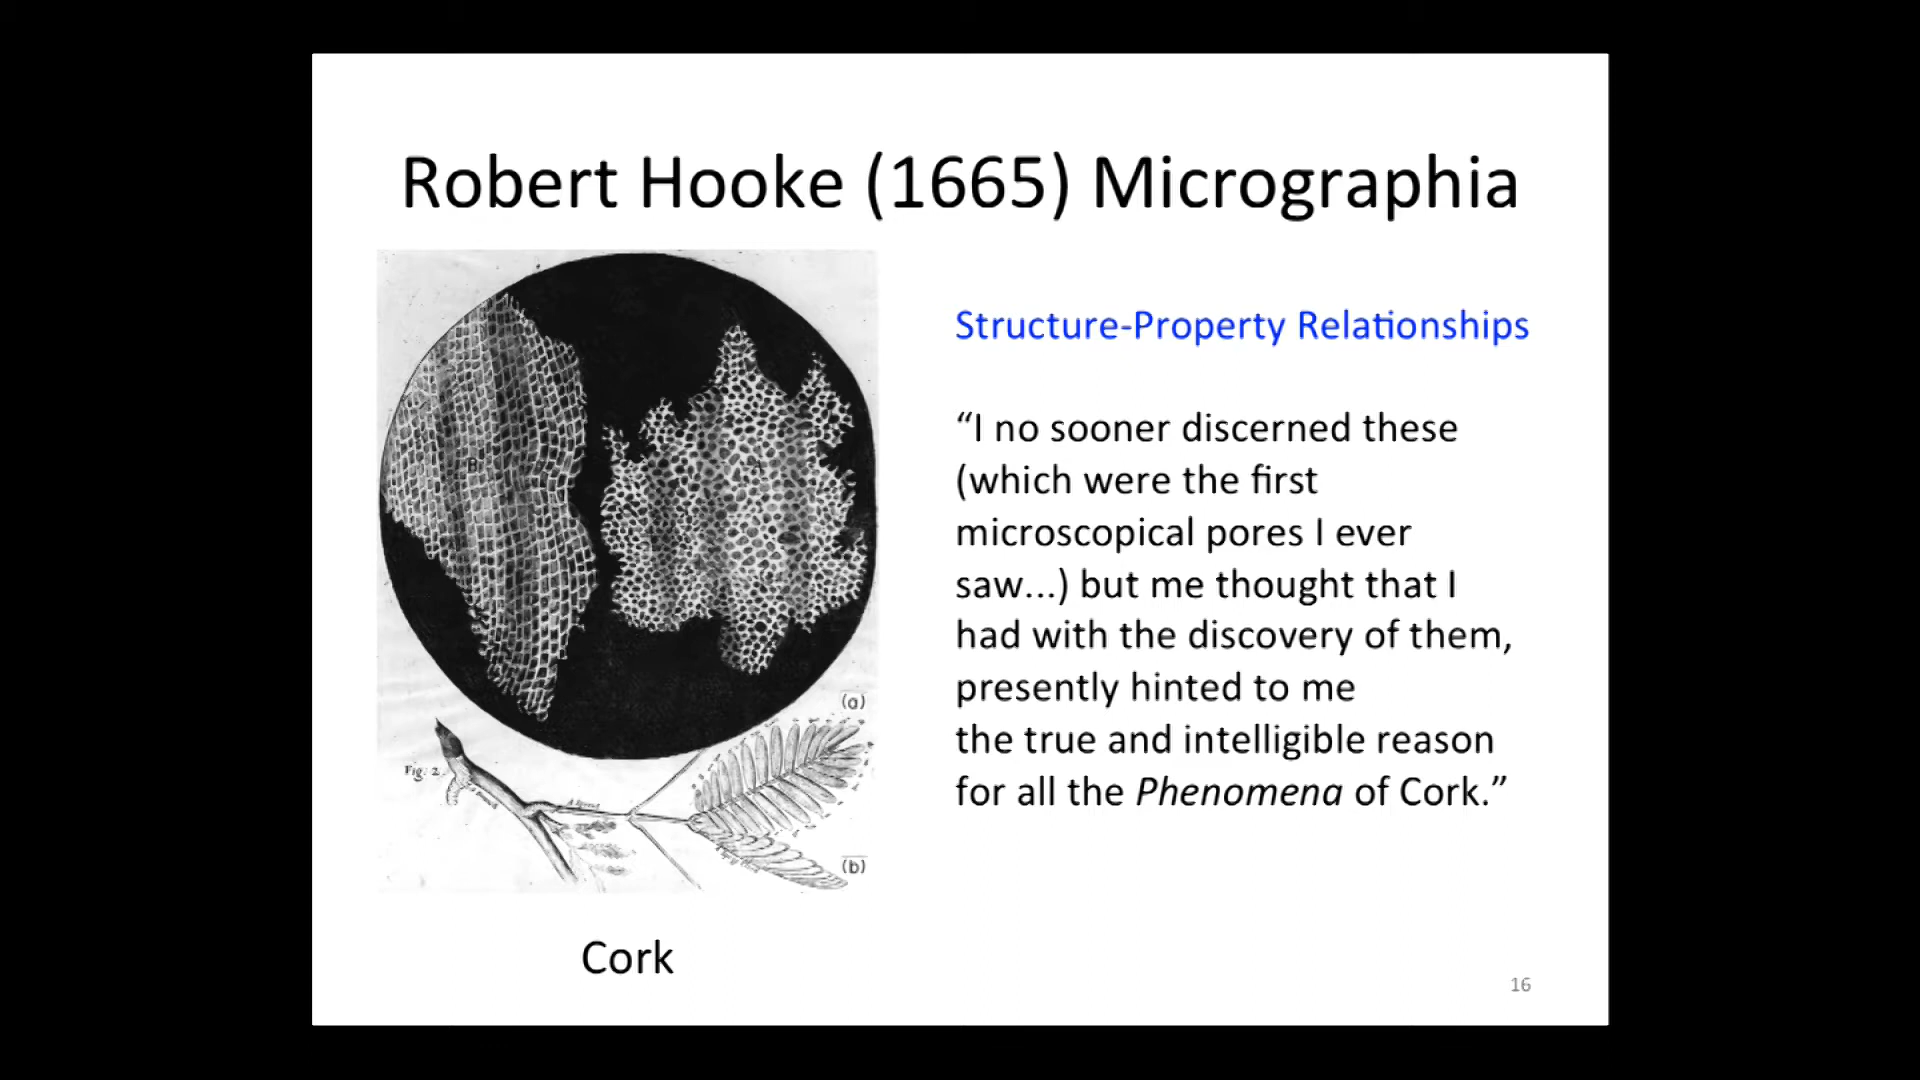 Robert Hooke (1665) Micrographia
Structure-Property Relationships
“I no sooner discerned these
(which were the first
microscopical pores I ever
saw...) but me thought that I
had with the discovery of them,
presently hinted to me
the true and intelligible reason
for all the Phenomena of Cork.”
(a)
Fig: 2.
(b)
Cork
16